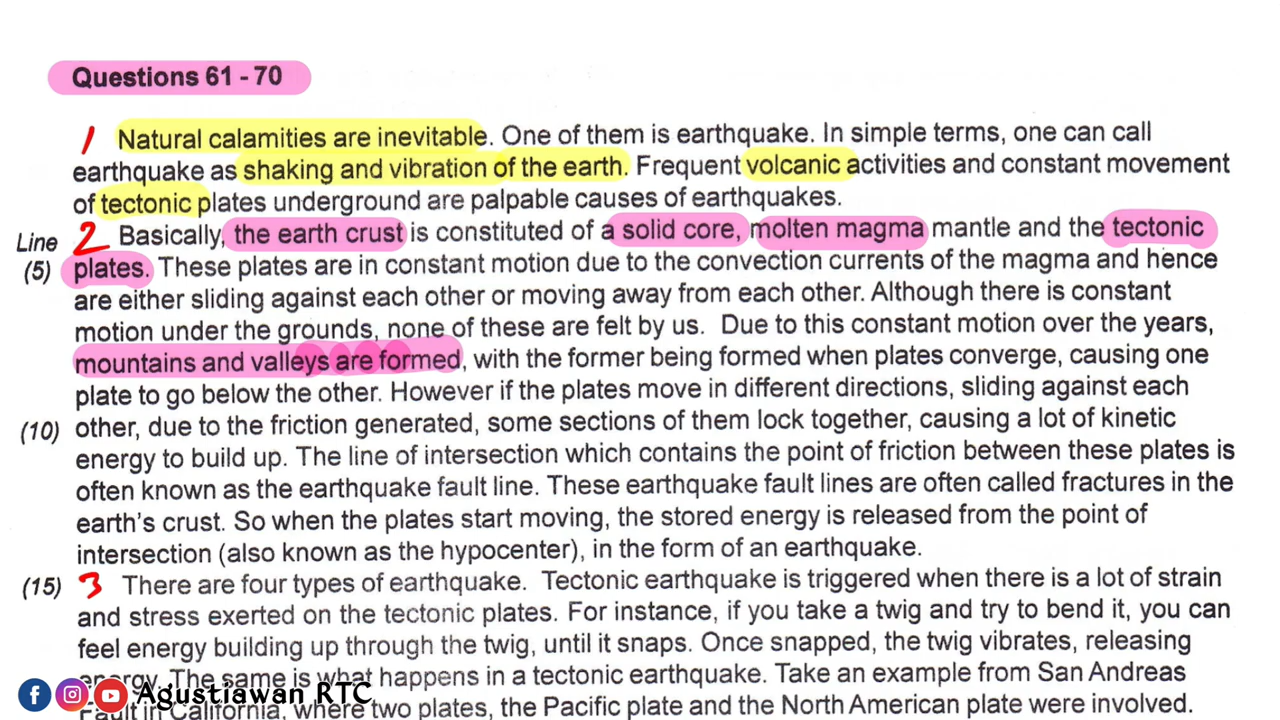 Questions 61 - 70
1 Natural calamities are inevitable. One of them is earthquake. In simple terms, one can call
earthquake as shaking and vibration of the earth. Frequent volcanic activities and constant movement
of tectonic plates underground are palpable causes of earthquakes.
Line 2 Basically, the earth crust is constituted of a solid core, molten magma mantle and the tectonic
(5) plates. These plates are in constant motion due to the convection currents of the magma and hence
are either sliding against each other or moving away from each other. Although there is constant
motion under the grounds, none of these are felt by us. Due to this constant motion over the years,
mountains and valleys are formed, with the former being formed when plates converge, causing one
plate to go below the other. However if the plates move in different directions, sliding against each
(10) other, due to the friction generated, some sections of them lock together, causing a lot of kinetic
energy to build up. The line of intersection which contains the point of friction between these plates is
often known as the earthquake fault line. These earthquake fault lines are often called fractures in the
earth's crust. So when the plates start moving, the stored energy is released from the point of
intersection (also known as the hypocenter), in the form of an earthquake.
(15) 3 There are four types of earthquake. Tectonic earthquake is triggered when there is a lot of strain
and stress exerted on the tectonic plates. For instance, if you take a twig and try to bend it, you can
feel energy building up through the twig, until it snaps. Once snapped, the twig vibrates, releasing
energy. The same is what happens in a tectonic earthquake. Take an example from San Andreas
Agustiawan RTC
Fault in California, where two plates, the Pacific plate and the North American plate were involved.